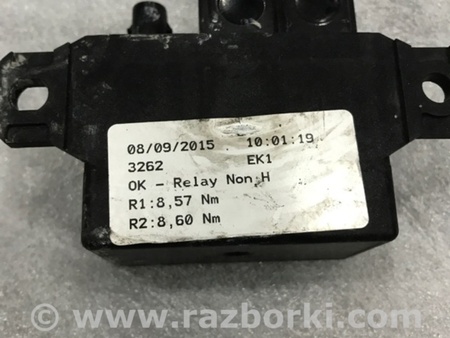 08/09/2015 10:01:19
3262 EK1
OK - Relay Non H
R1:8,57 Nm
R2:8,60 Nm
www.razborki.com